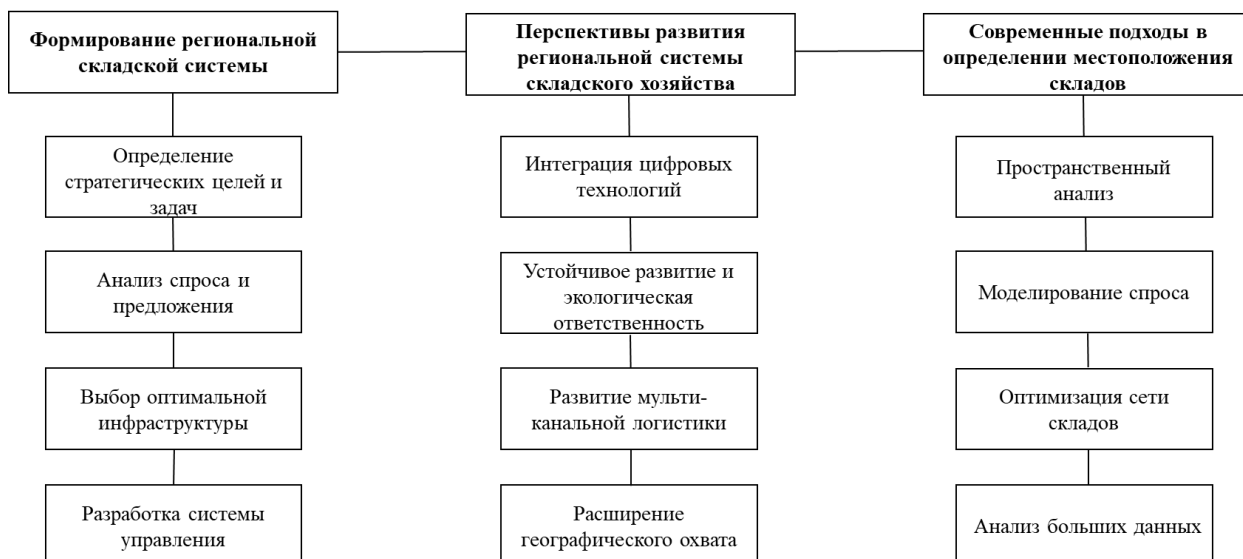 Формирование региональной
складской системы
Перспективы развития
региональной системы
складского хозяйства
Современные подходы в
определении местоположения
складов
Определение
стратегических целей и
задач
Интеграция цифровых
технологий
Пространственный
анализ
Анализ спроса и
предложения
Устойчивое развитие и
экологическая
ответственность
Моделирование спроса
Выбор оптимальной
инфраструктуры
Развитие мульти-
канальной логистики
Оптимизация сети
складов
Разработка системы
управления
Расширение
географического охвата
Анализ больших данных